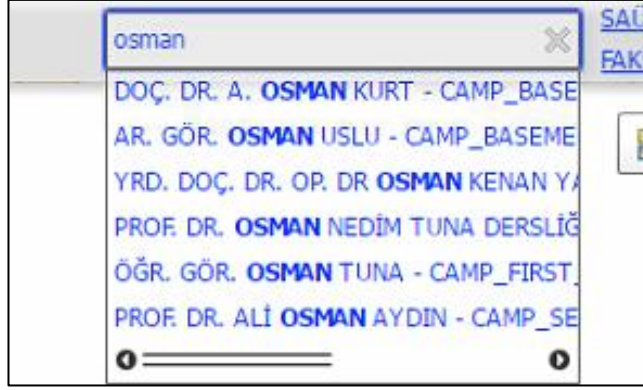 osman
SAÜ
FAK
DOÇ. DR. A. OSMAN KURT - CAMP_BASE
AR. GÖR. OSMAN USLU - CAMP_BASEME
YRD. DOÇ. DR. OP. DR OSMAN KENAN YA
PROF. DR. OSMAN NEDİM TUNA DERSLİĞ
ÖĞR. GÖR. OSMAN TUNA - CAMP_FIRST_
PROF. DR. ALİ OSMAN AYDIN - CAMP_SE